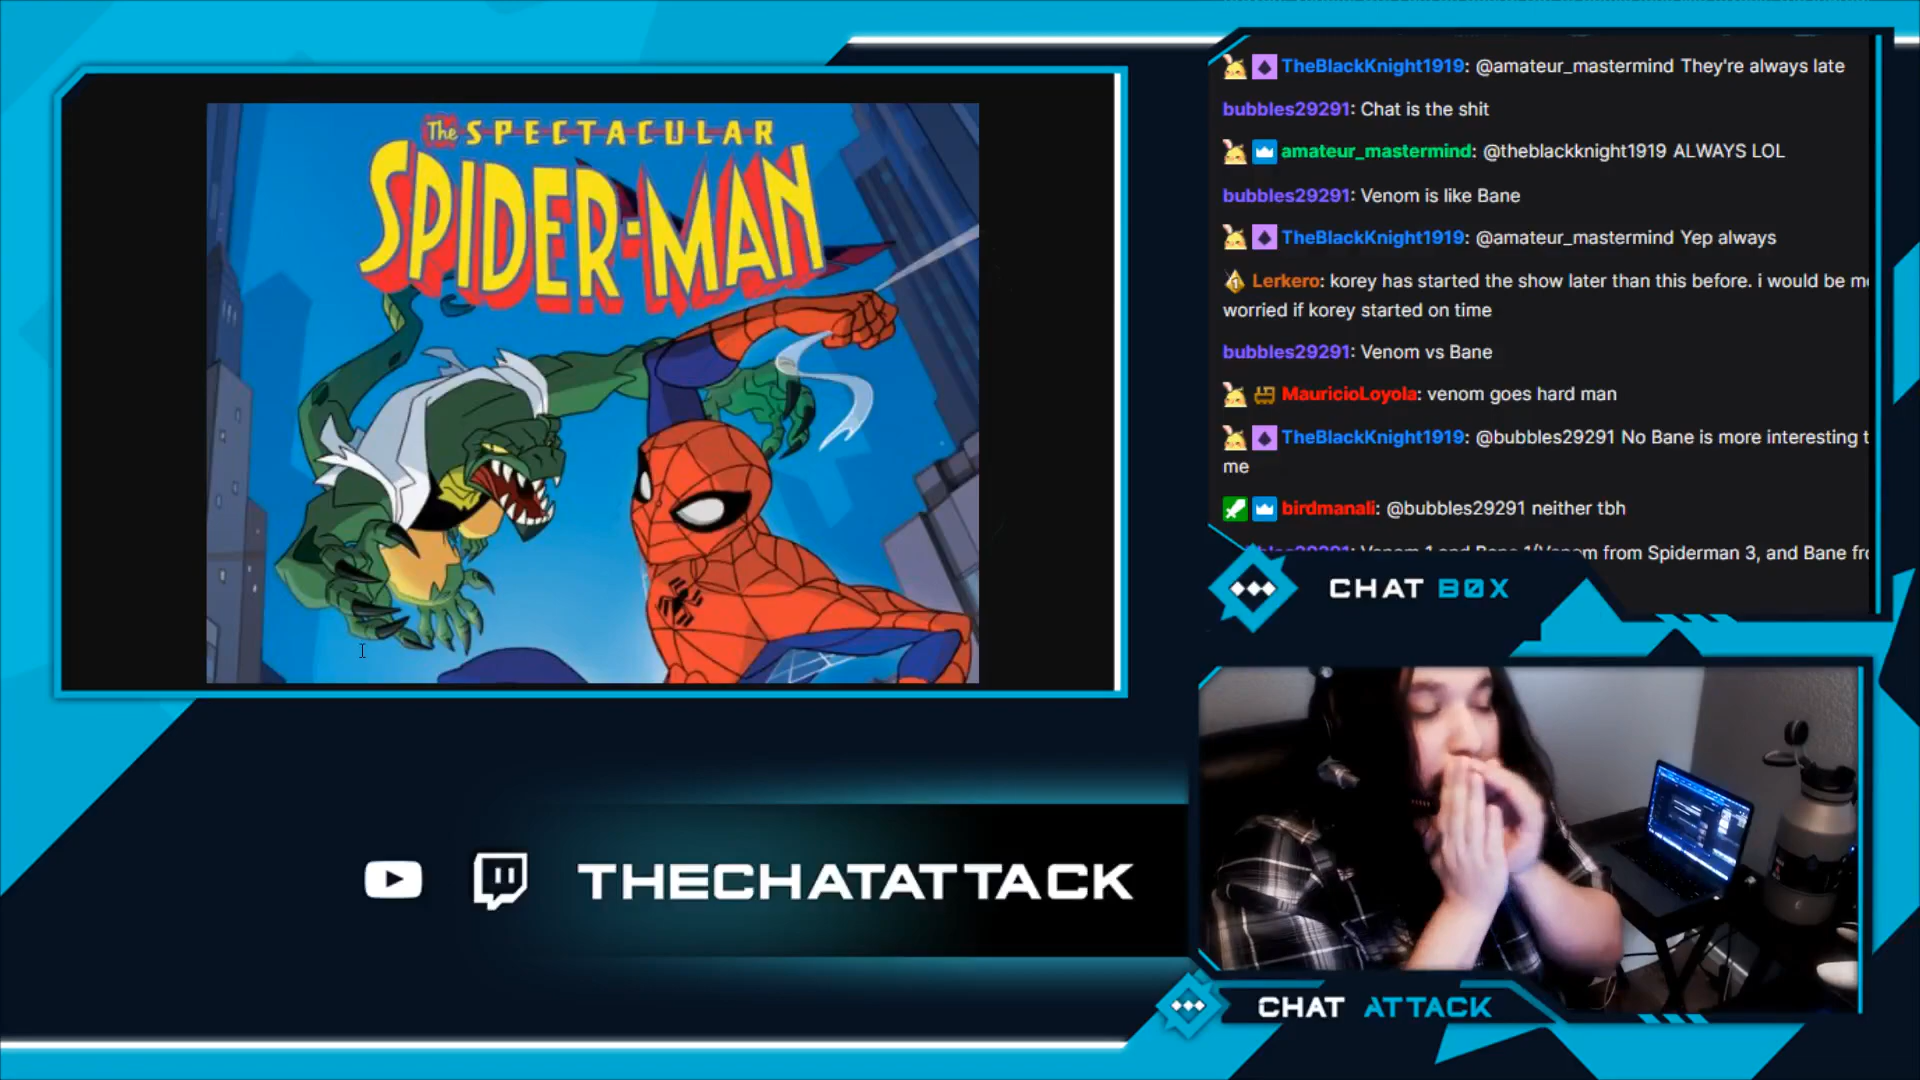 The SPECTACULAR
SPIDER-MAN
TheBlackKnight1919: @amateur_mastermind They're always late
bubbles29291: Chat is the shit
amateur_mastermind: @theblackknight1919 ALWAYS LOL
bubbles29291: Venom is like Bane
TheBlackKnight1919: @amateur_mastermind Yep always
Lerkero: korey has started the show later than this before. i would be
worried if korey started on time
bubbles29291: Venom vs Bane
MauricioLoyola: venom goes hard man
TheBlackKnight1919: @bubbles29291 No Bane is more interesting
me
birdmanali: @bubbles29291 neither tbh
from Spiderman 3, and Bane
CHAT BOX
THECHATATTACK
CHAT ATTACK